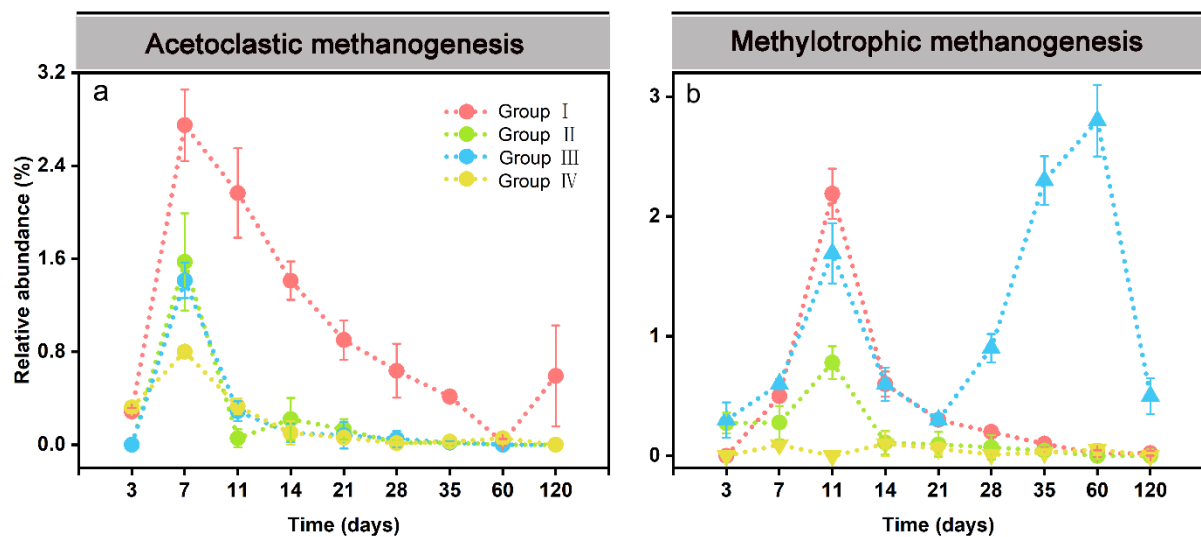 Acetoclastic methanogenesis
a
Group Ⅰ
Group Ⅱ
Group Ⅲ
Group Ⅳ
Relative abundance (%)
3.2
2.4
1.6
0.8
0.0
3 7 11 14 21 28 35 60 120
Time (days)
Methylotrophic methanogenesis
b
3
2
1
0
3 7 11 14 21 28 35 60 120
Time (days)